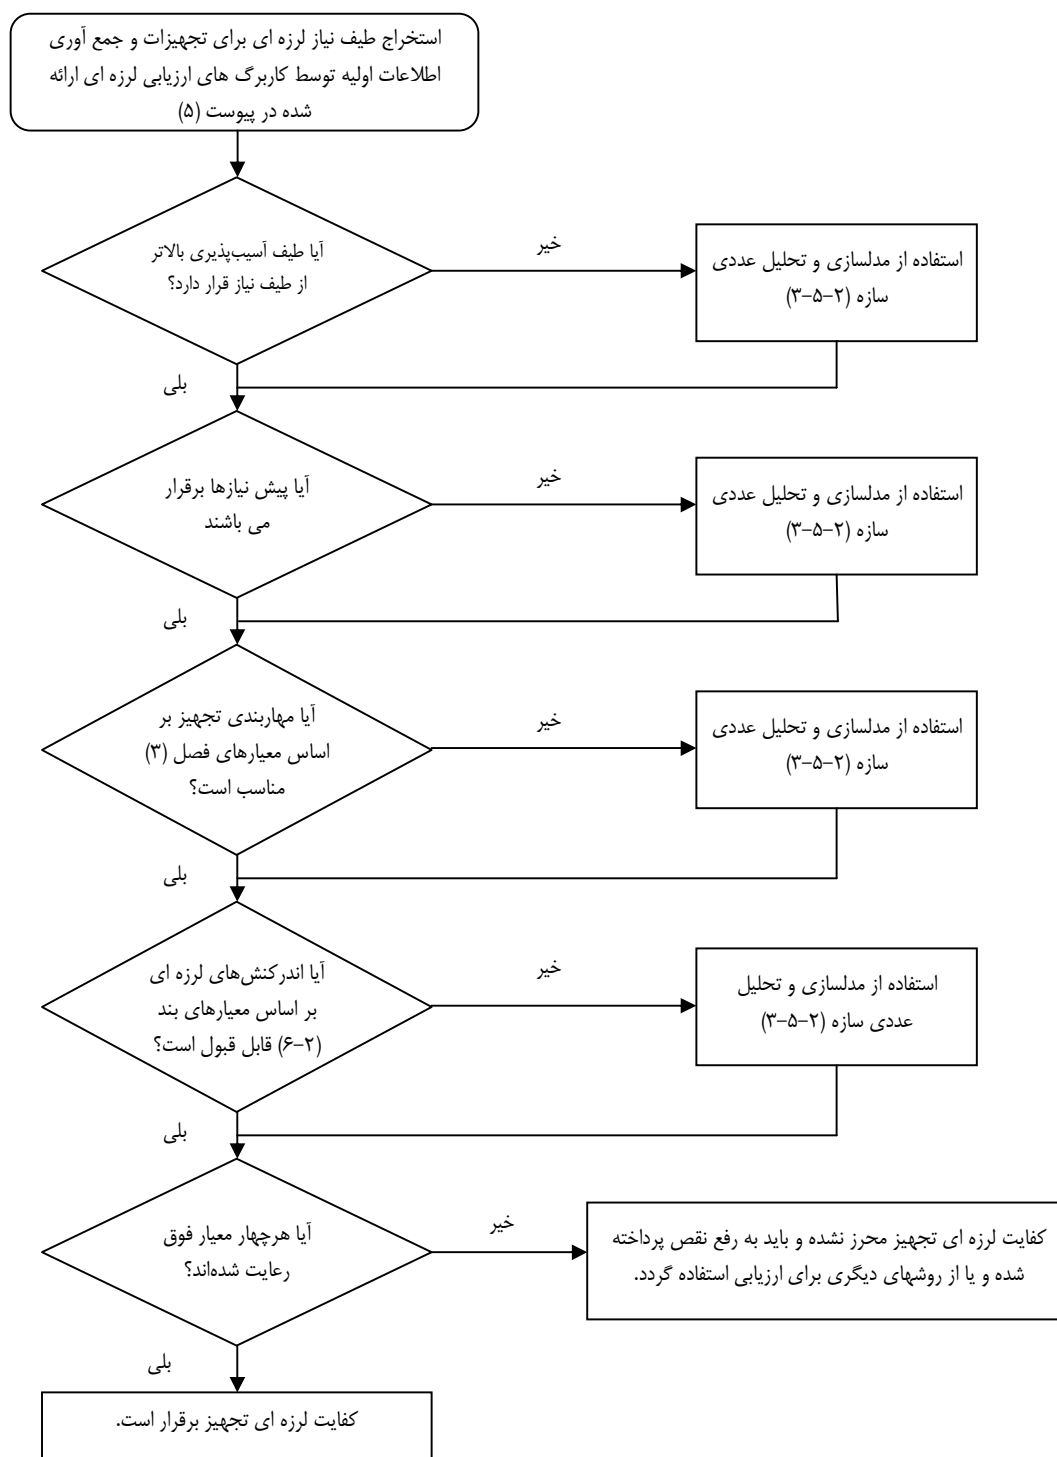 استخراج طیف نیاز لرزه ای برای تجهیزات و جمع آوری
اطلاعات اولیه توسط کاربرگ های ارزیابی لرزه ای ارائه
شده در پیوست (۵)
آیا طیف آسیب‌پذیری بالاتر
از طیف نیاز قرار دارد؟
خیر
استفاده از مدلسازی و تحلیل عددی
سازه (۲-۵-۳)
بلی
آیا پیش نیازها برقرار
می باشند
خیر
استفاده از مدلسازی و تحلیل عددی
سازه (۲-۵-۳)
بلی
آیا مهاربندی تجهیز بر
اساس معیارهای فصل (۳)
مناسب است؟
خیر
استفاده از مدلسازی و تحلیل عددی
سازه (۲-۵-۳)
بلی
آیا اندرکنش‌های لرزه ای
بر اساس معیارهای بند
(۲-۶) قابل قبول است؟
خیر
استفاده از مدلسازی و تحلیل
عددی سازه (۲-۵-۳)
بلی
آیا هرچهار معیار فوق
رعایت شده‌اند؟
خیر
کفایت لرزه ای تجهیز محرز نشده و باید به رفع نقص پرداخته
شده و یا از روشهای دیگری برای ارزیابی استفاده گردد.
بلی
کفایت لرزه ای تجهیز برقرار است.